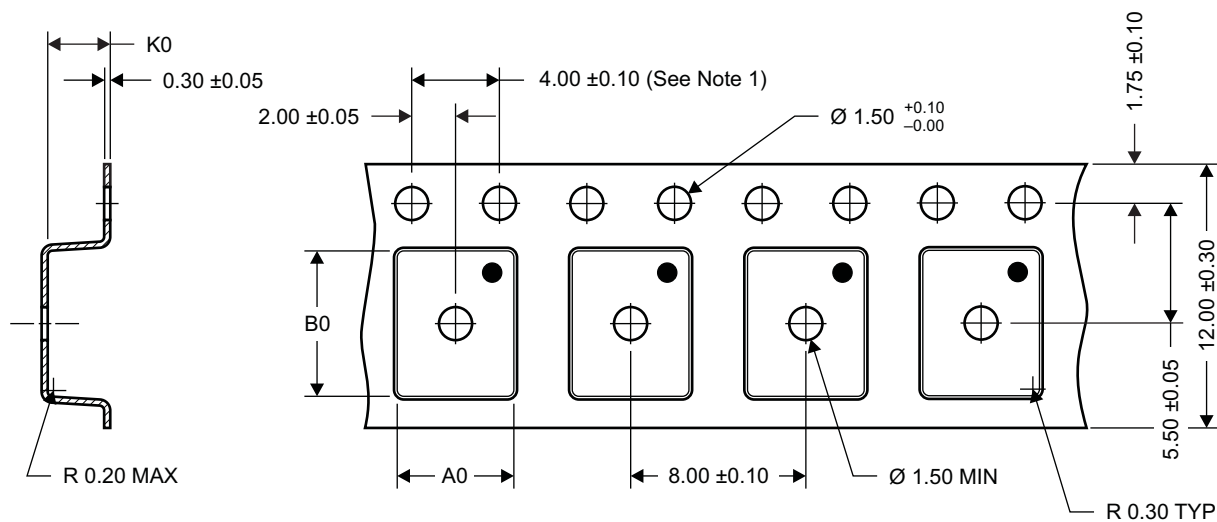 K0
0.30 ±0.05
4.00 ±0.10 (See Note 1)
2.00 ±0.05
Ø 1.50 +0.10 –0.00
1.75 ±0.10
B0
12.00 ±0.30
5.50 ±0.05
R 0.20 MAX
A0
8.00 ±0.10
Ø 1.50 MIN
R 0.30 TYP